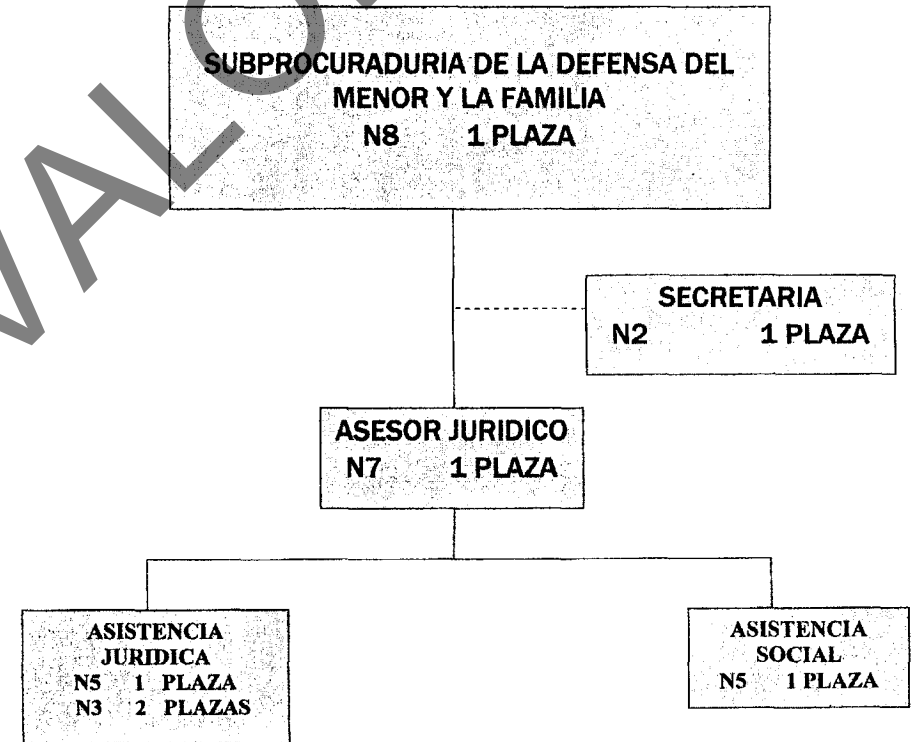 SUBPROCURADURIA DE LA DEFENSA DEL
MENOR Y LA FAMILIA
N8 1 PLAZA
SECRETARIA
N2 1 PLAZA
ASESOR JURIDICO
N7 1 PLAZA
ASISTENCIA
JURIDICA
N5 1 PLAZA
N3 2 PLAZAS
ASISTENCIA
SOCIAL
N5 1 PLAZA